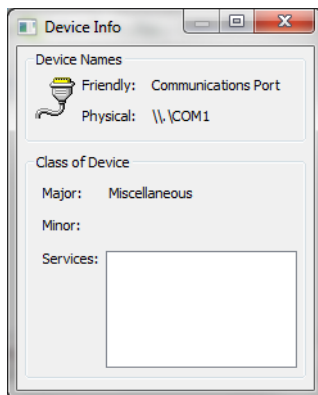 Device Info
Device Names
Friendly: Communications Port
Physical: \\.\COM1
Class of Device
Major: Miscellaneous
Minor:
Services: